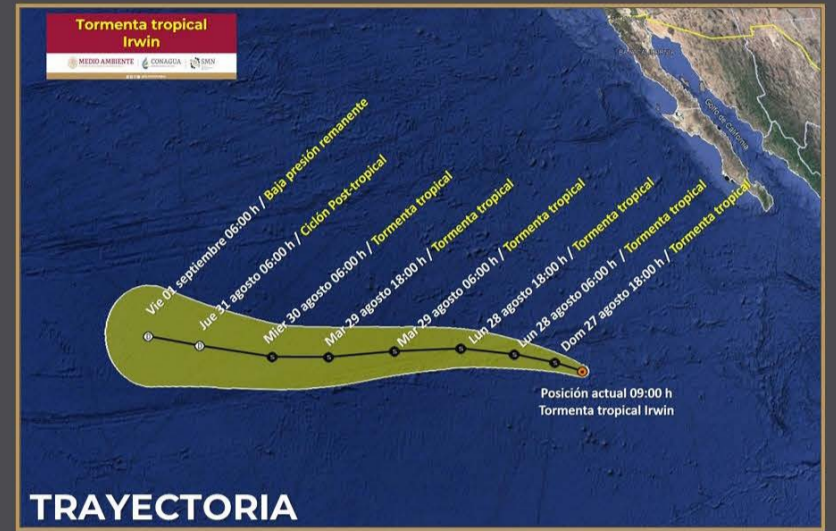 Tormenta tropical
Irwin
MEDIO AMBIENTE
CONAGUA
SMN
Golfo de California
Vie 01 septiembre 06:00 h / Baja presión remanente
Jue 31 agosto 06:00 h / Ciclón Post-tropical
Mier 30 agosto 06:00 h / Tormenta tropical
Mar 29 agosto 18:00 h / Tormenta tropical
Mar 29 agosto 06:00 h / Tormenta tropical
Lun 28 agosto 18:00 h / Tormenta tropical
Lun 28 agosto 06:00 h / Tormenta tropical
Dom 27 agosto 18:00 h / Tormenta tropical
D
D
S
S
S
S
S
S
Posición actual 09:00 h
Tormenta tropical Irwin
TRAYECTORIA